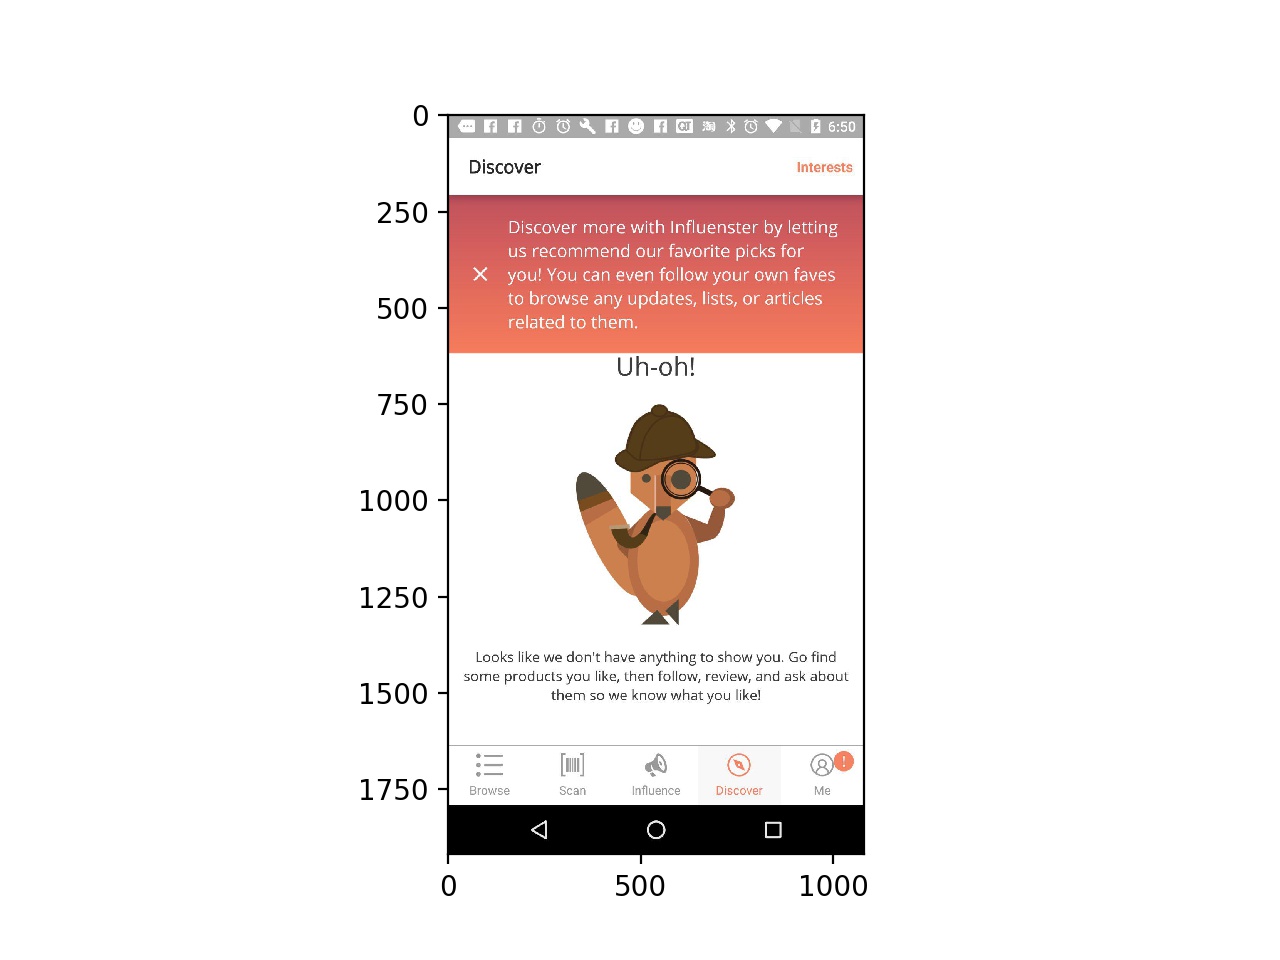 0
250
500
750
1000
1250
1500
1750
0
500
1000
6:50
Discover
Interests
Discover more with Influenster by letting
us recommend our favorite picks for
you! You can even follow your own faves
to browse any updates, lists, or articles
related to them.
Uh-oh!
Looks like we don't have anything to show you. Go find
some products you like, then follow, review, and ask about
them so we know what you like!
Browse
Scan
Influence
Discover
Me
!